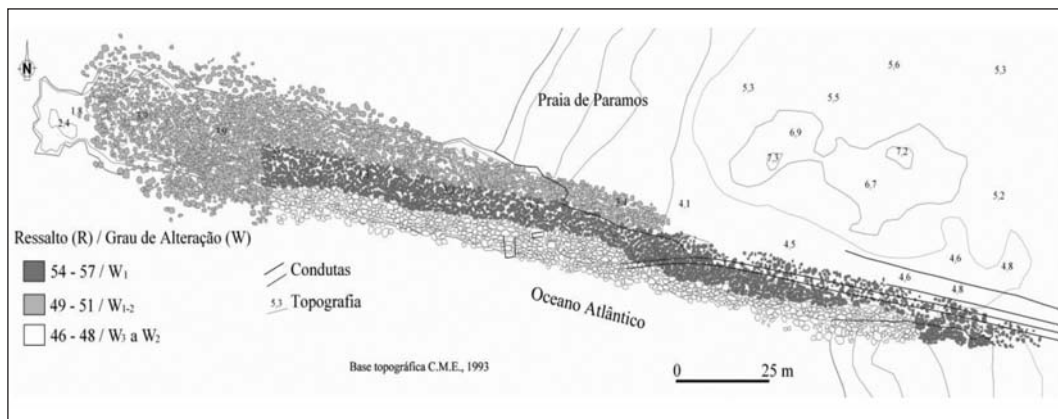 N
5,6
5,3
5,3
5,5
Praia de Paramos
6,9
7,3
7,2
6,7
5,2
1.8
2.4
4.1
4,5
4,6
4,8
4,6
4.8
Ressalto (R) / Grau de Alteração (W)
54 - 57 / W1
49 - 51 / W1-2
46 - 48 / W3 a W2
Condutas
5,3 Topografia
Oceano Atlântico
Base topográfica C.M.E., 1993
0 25 m